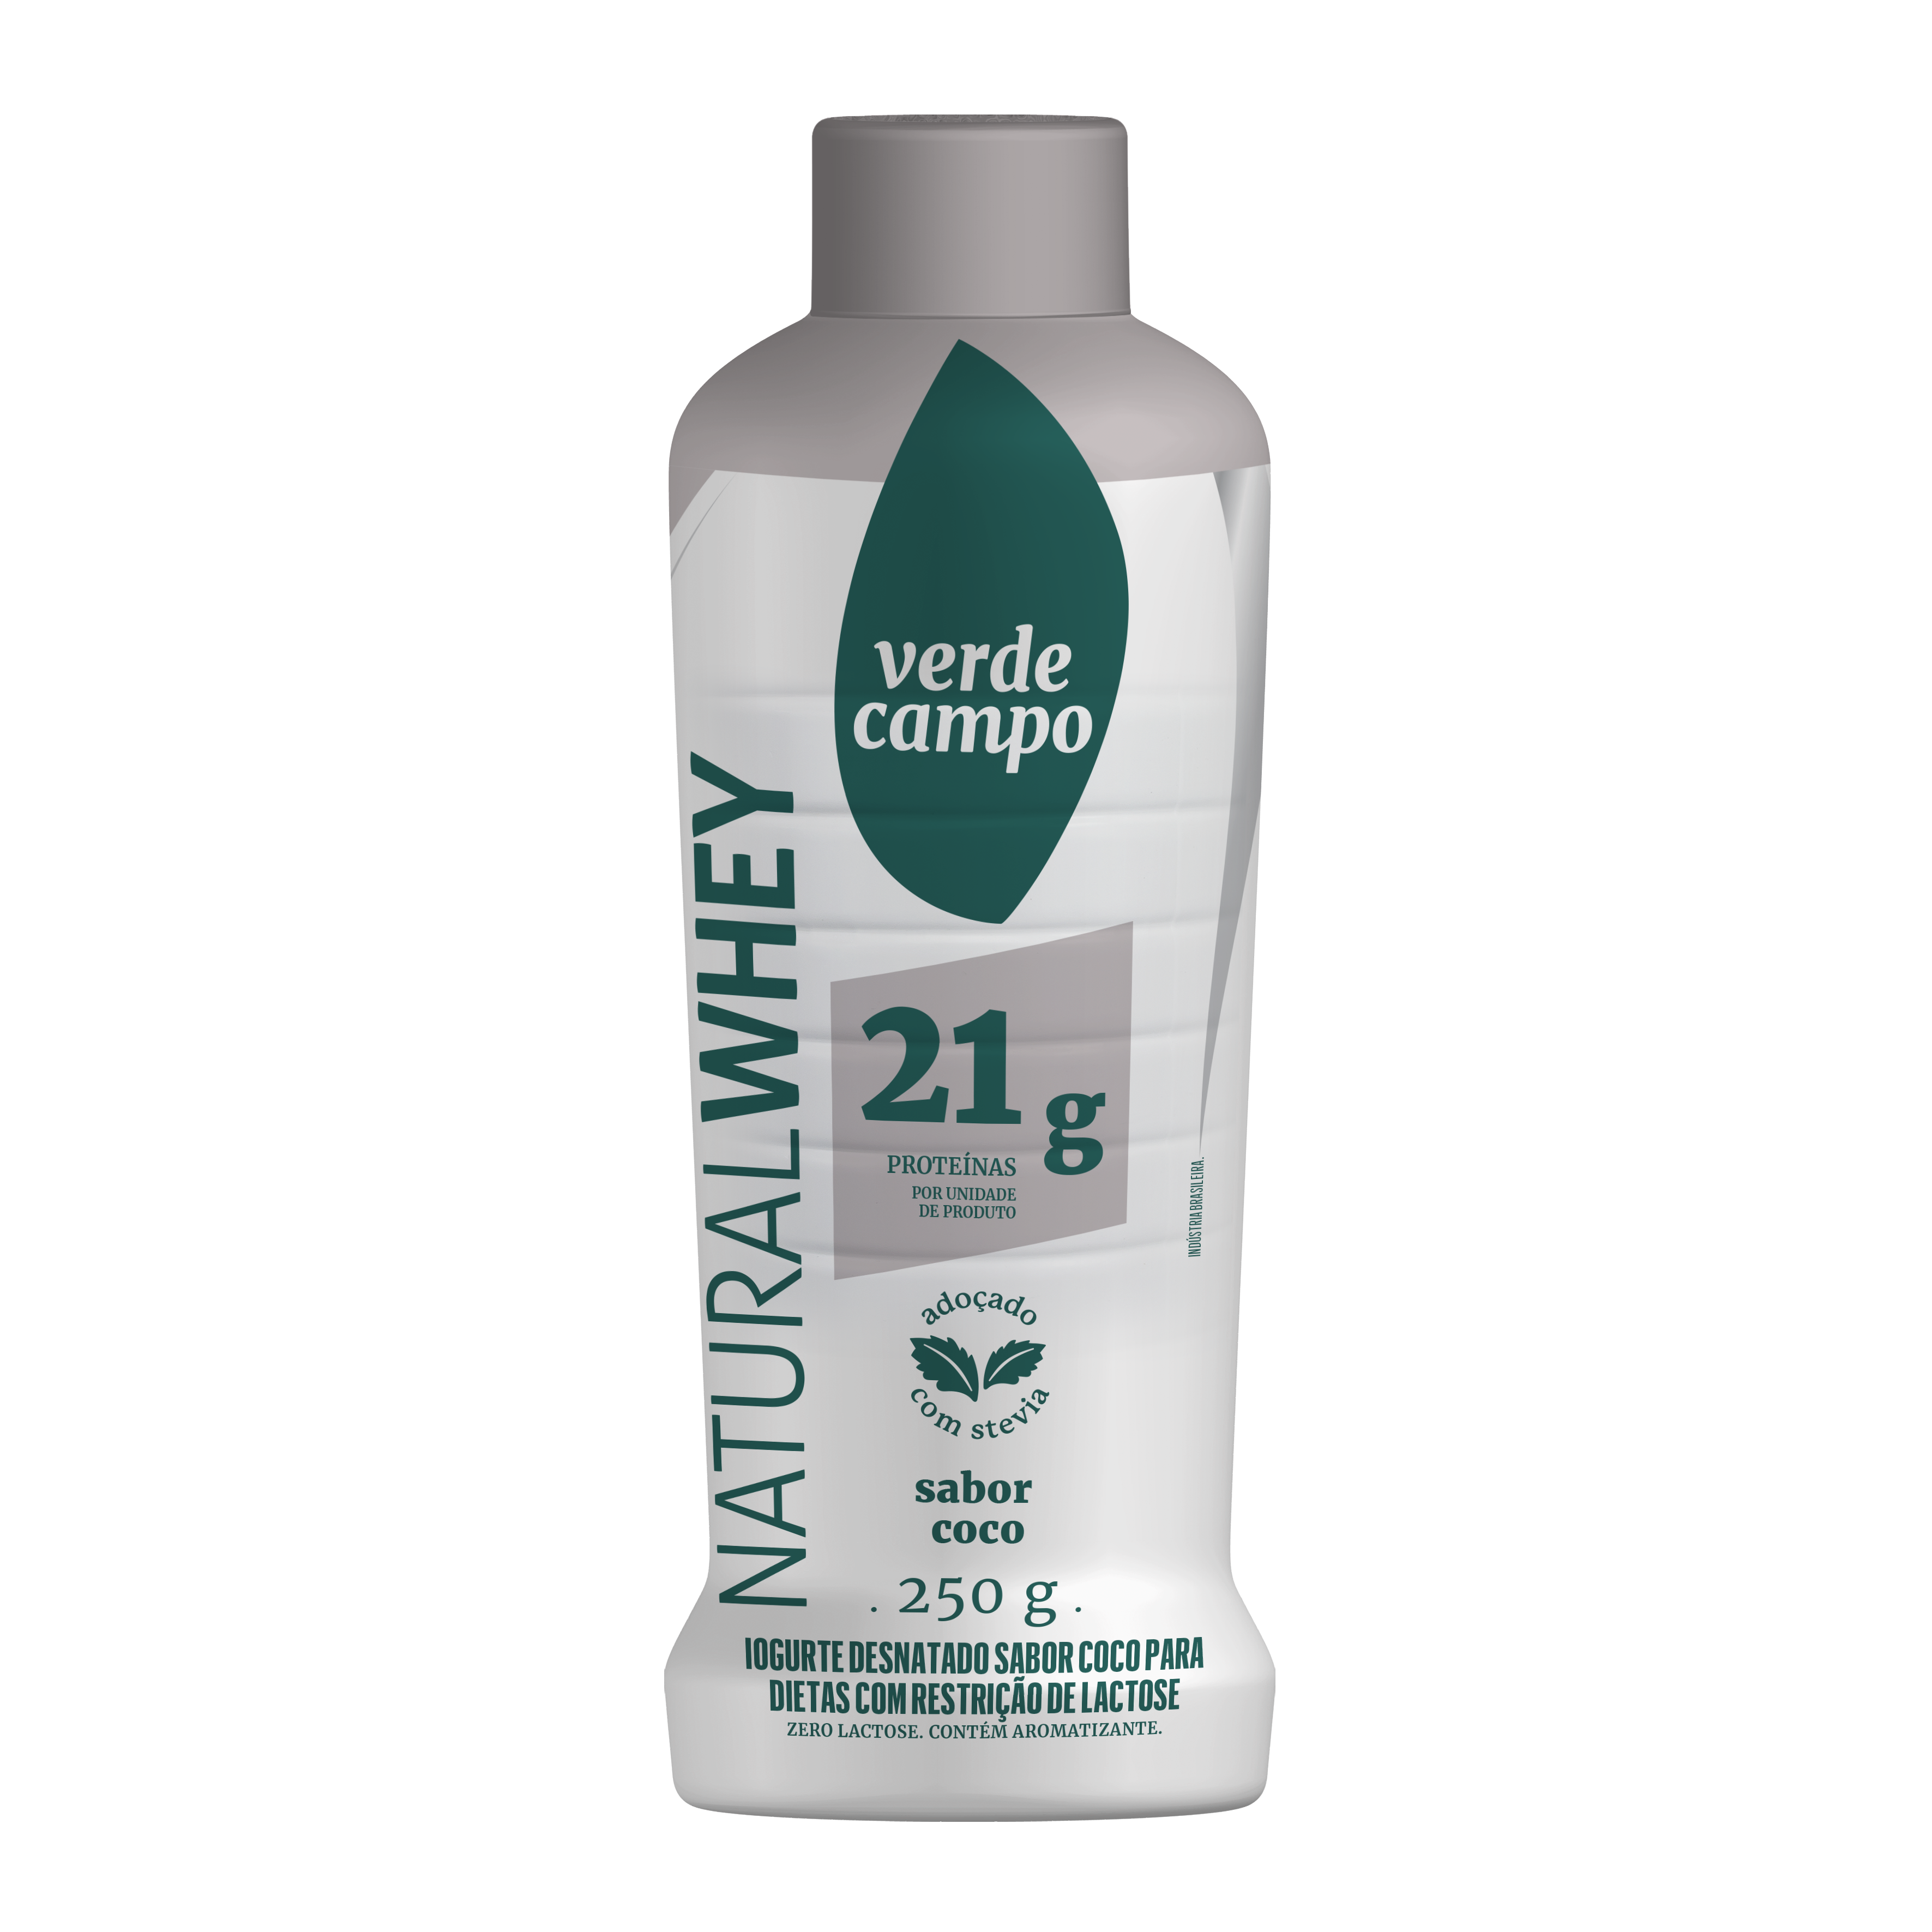 verde
campo
NATURALWHEY
21 g
PROTEÍNAS
POR UNIDADE
DE PRODUTO
INDÚSTRIA BRASILEIRA.
adoçado
com stevia
sabor
coco
. 250 g .
IOGURTE DESNATADO SABOR COCO PARA
DIETAS COM RESTRIÇÃO DE LACTOSE
ZERO LACTOSE. CONTÉM AROMATIZANTE.